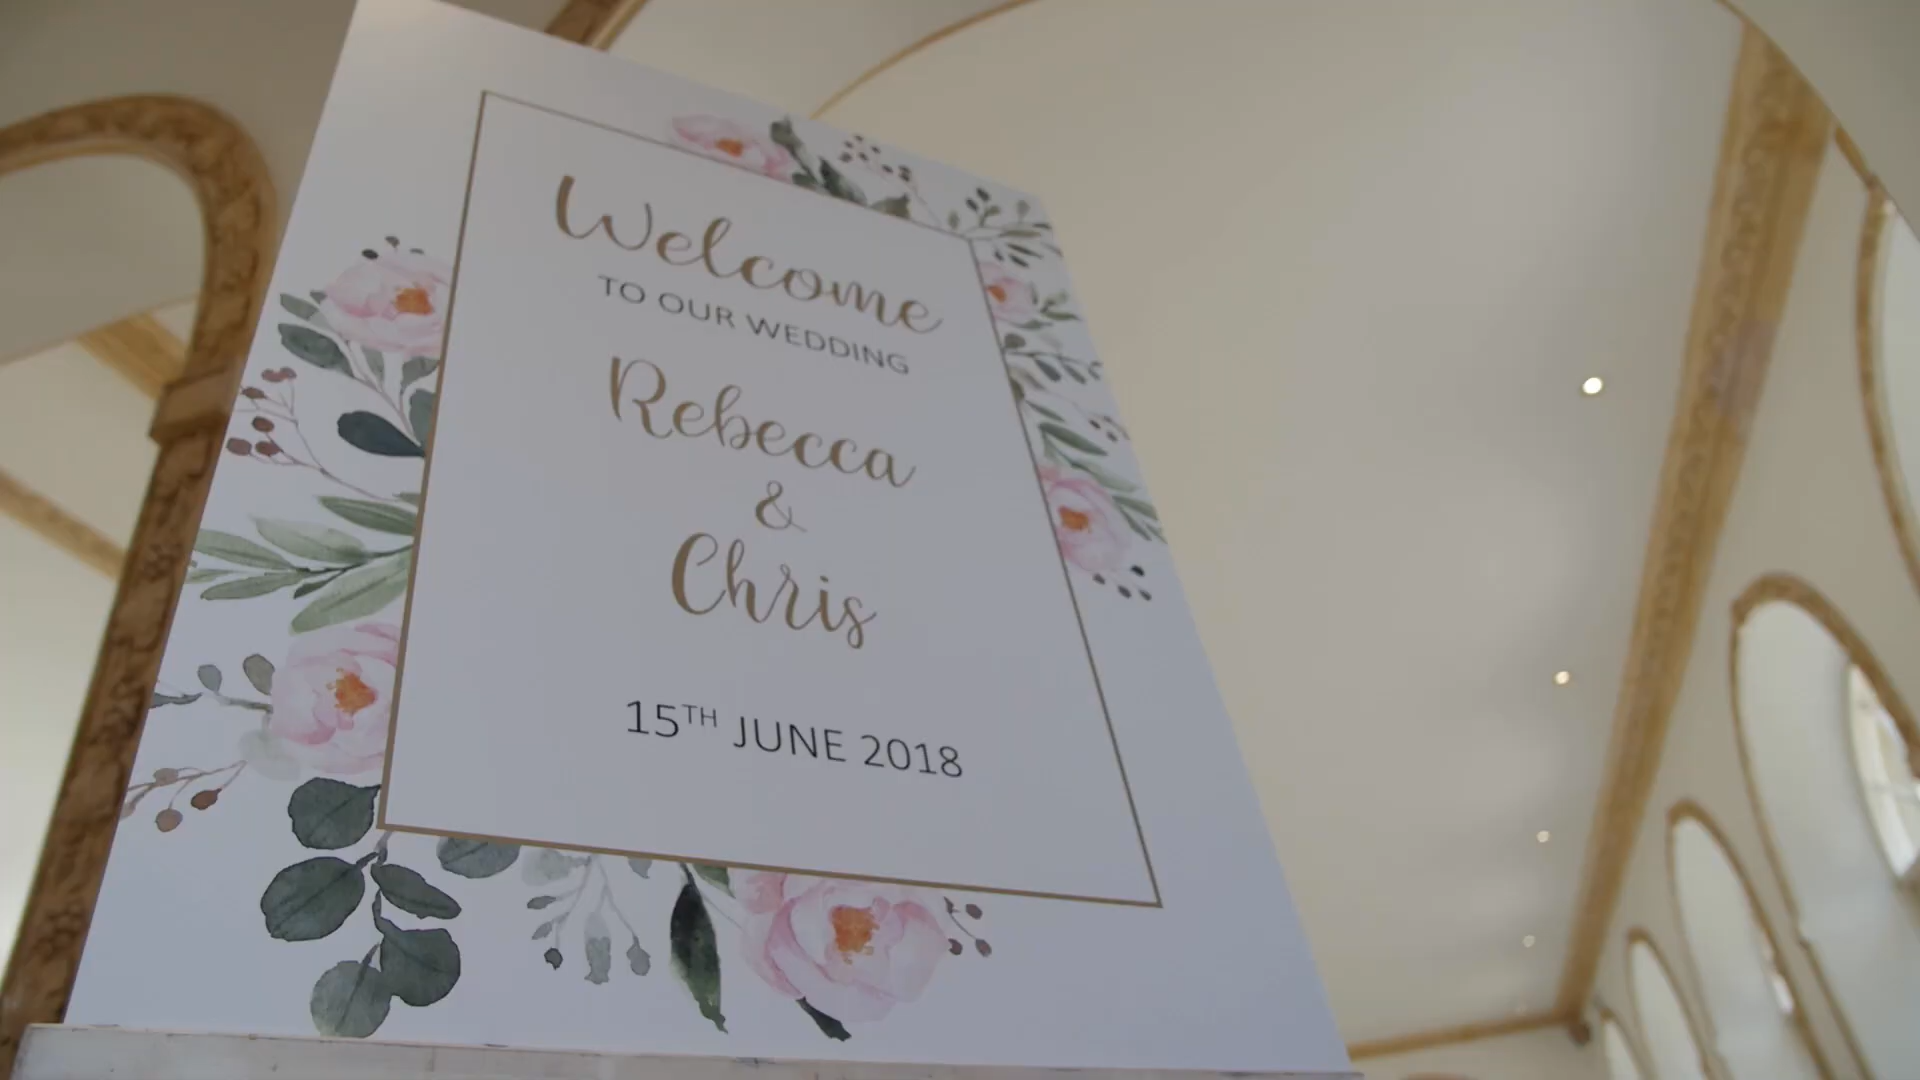 Welcome
TO OUR WEDDING
Rebecca
&
Chris
15TH JUNE 2018